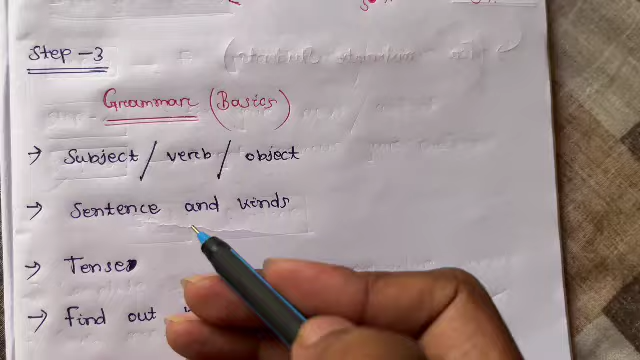 Step - 3
Grammar (Basics)
→ Subject / verb / object
→ Sentence and kinds
→ Tense
→ find out